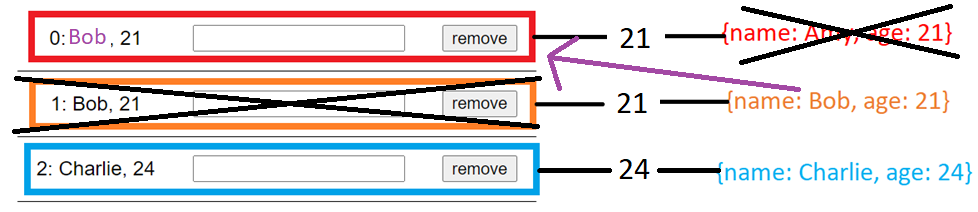 0: Bob, 21 remove 21 {name: Amy, age: 21}
1: Bob, 21 remove 21 {name: Bob, age: 21}
2: Charlie, 24 remove 24 {name: Charlie, age: 24}